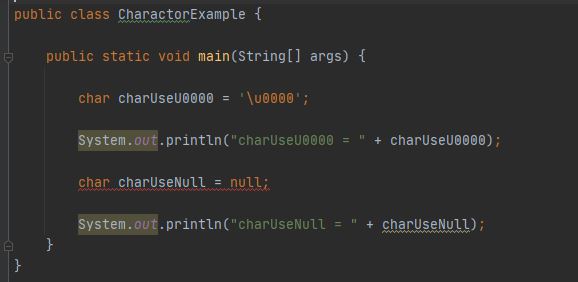 public class CharactorExample {
public static void main(String[] args) {
char charUseU0000 = '\u0000';
System.out.println("charUseU0000 = " + charUseU0000);
char charUseNull = null;
System.out.println("charUseNull = " + charUseNull);
}
}